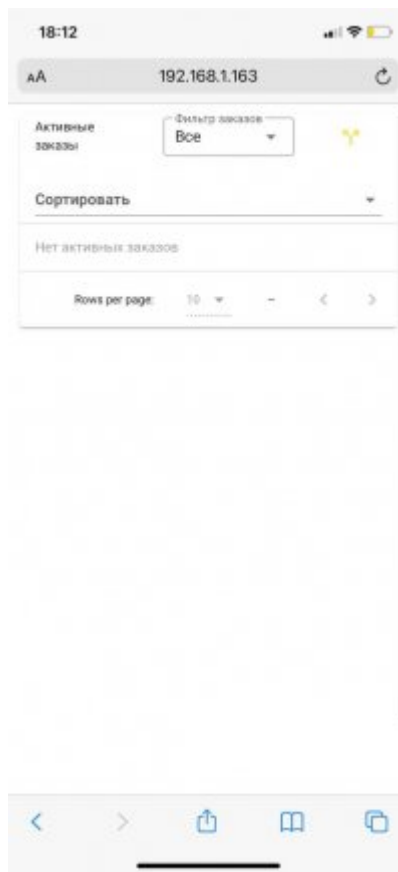 18:12
AA 192.168.1.163
Активные
заказы
Фильтр заказов
Все
Сортировать
Нет активных заказов
Rows per page: 10 –